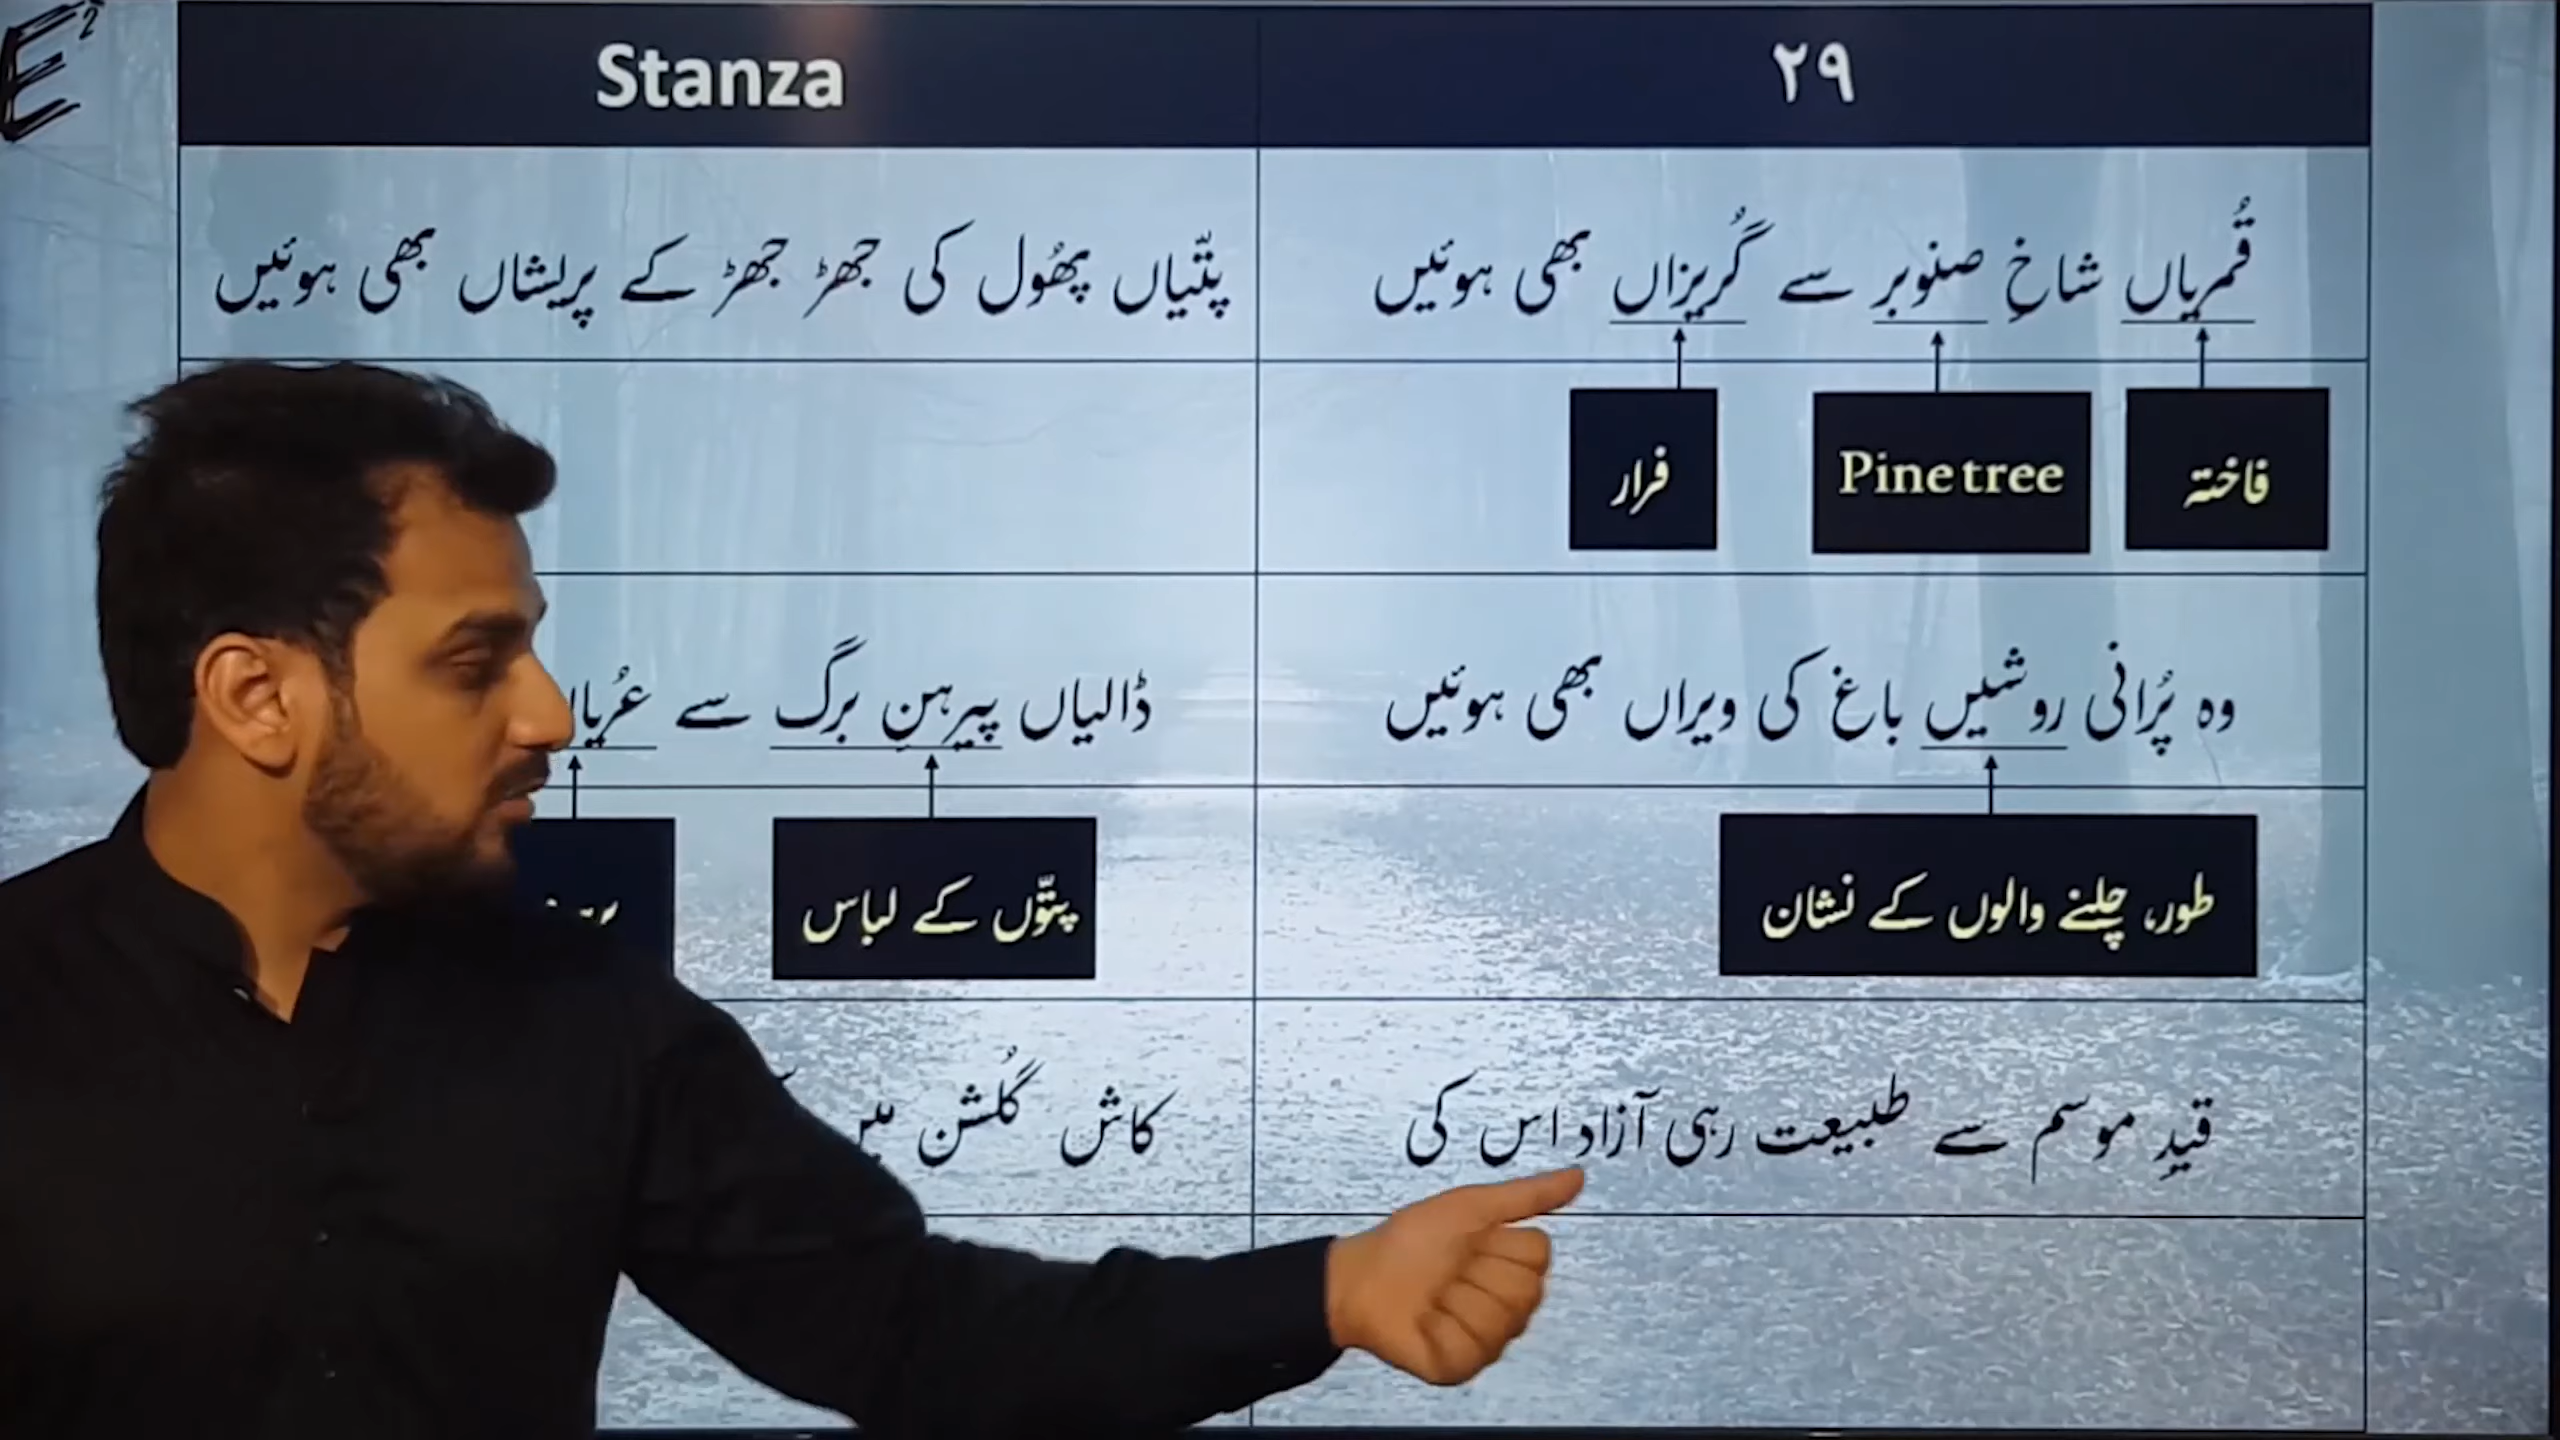 E²
Stanza ۲۹
قُمریاں شاخِ صنوبر سے گُریزاں بھی ہوئیں
پتّیاں پھُول کی جھڑ جھڑ کے پریشاں بھی ہوئیں
فاختہ
Pine tree
فرار
وہ پُرانی روشیں باغ کی ویراں بھی ہوئیں
ڈالیاں پیرہنِ برگ سے
طور، چلنے والوں کے نشان
پتّوں کے لباس
قیدِ موسم سے طبیعت رہی آزاد اس کی
کاش گُلشن میں